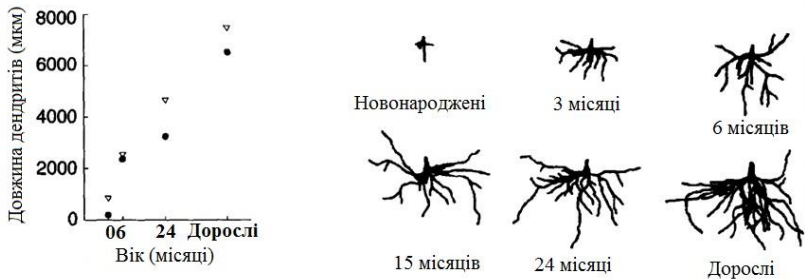 Довжина дендритів (мкм)
8000
6000
4000
2000
0
06 24 Дорослі
Вік (місяці)
Новонароджені
3 місяці
6 місяців
15 місяців
24 місяці
Дорослі